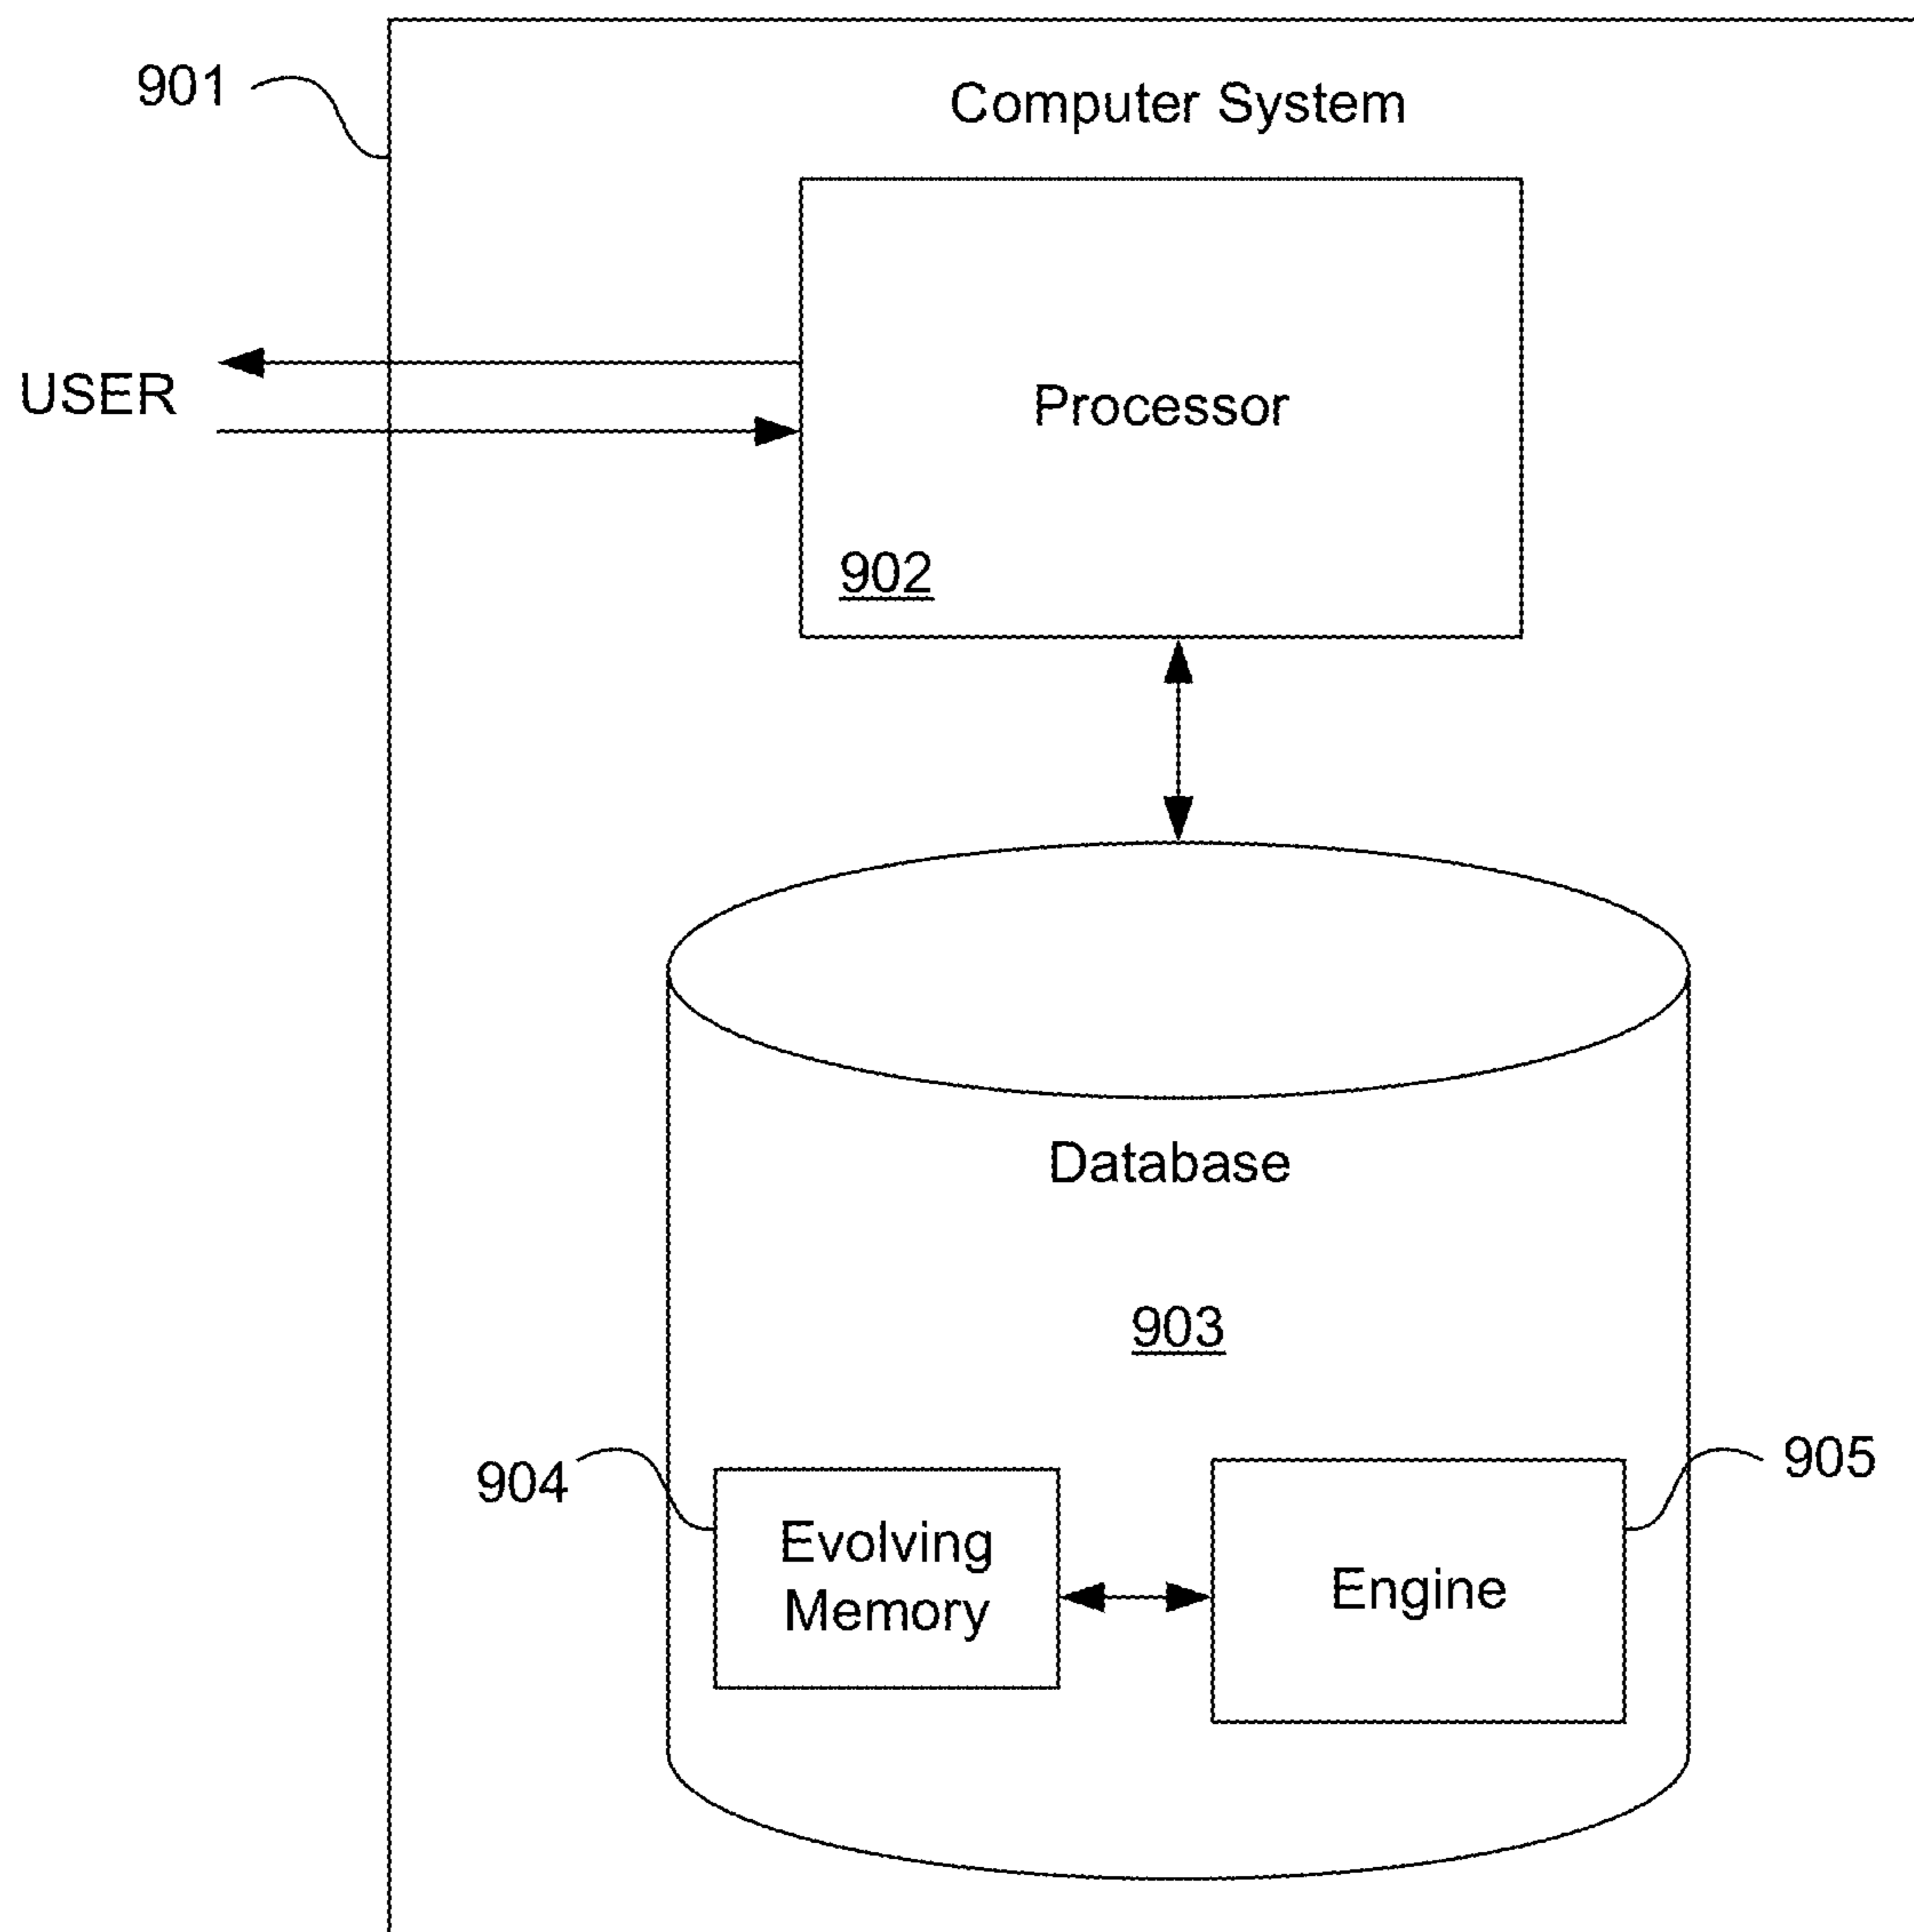 901
Computer System
USER
Processor
902
Database
903
904
905
Evolving
Memory
Engine